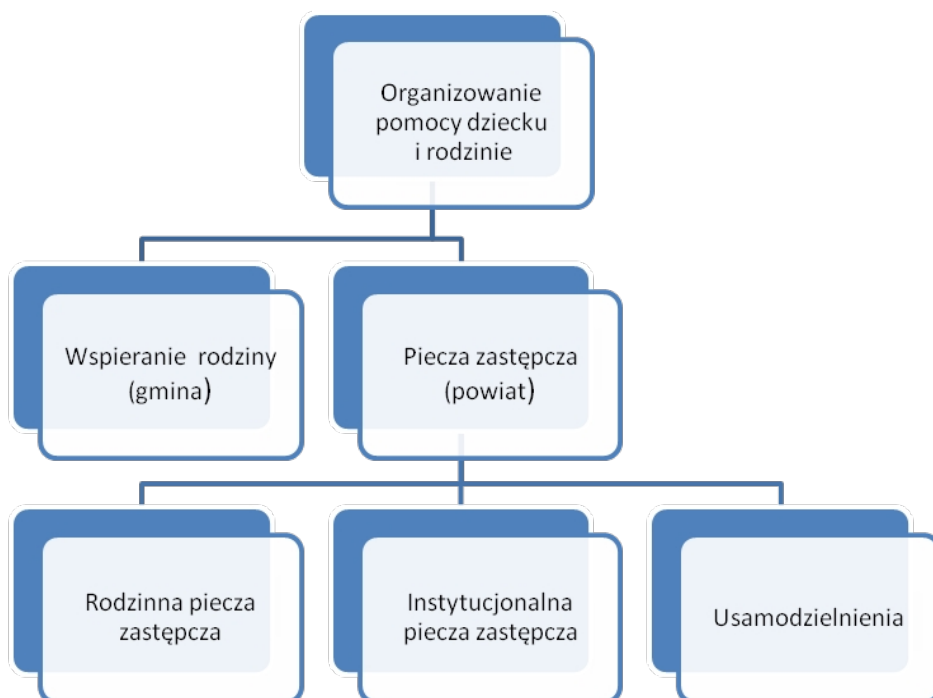 Organizowanie
pomocy dziecku
i rodzinie
Wspieranie rodziny
(gmina)
Piecza zastępcza
(powiat)
Rodzinna piecza
zastępcza
Instytucjonalna
piecza zastępcza
Usamodzielnienia